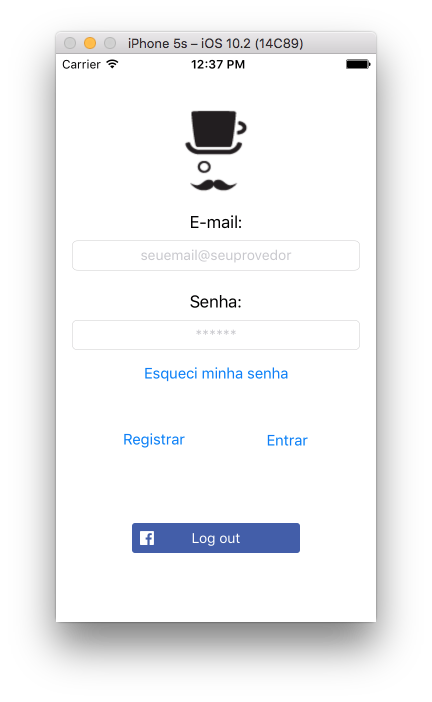 iPhone 5s – iOS 10.2 (14C89)
Carrier 12:37 PM
E-mail:
seuemail@seuprovedor
Senha:
******
Esqueci minha senha
Registrar Entrar
Log out